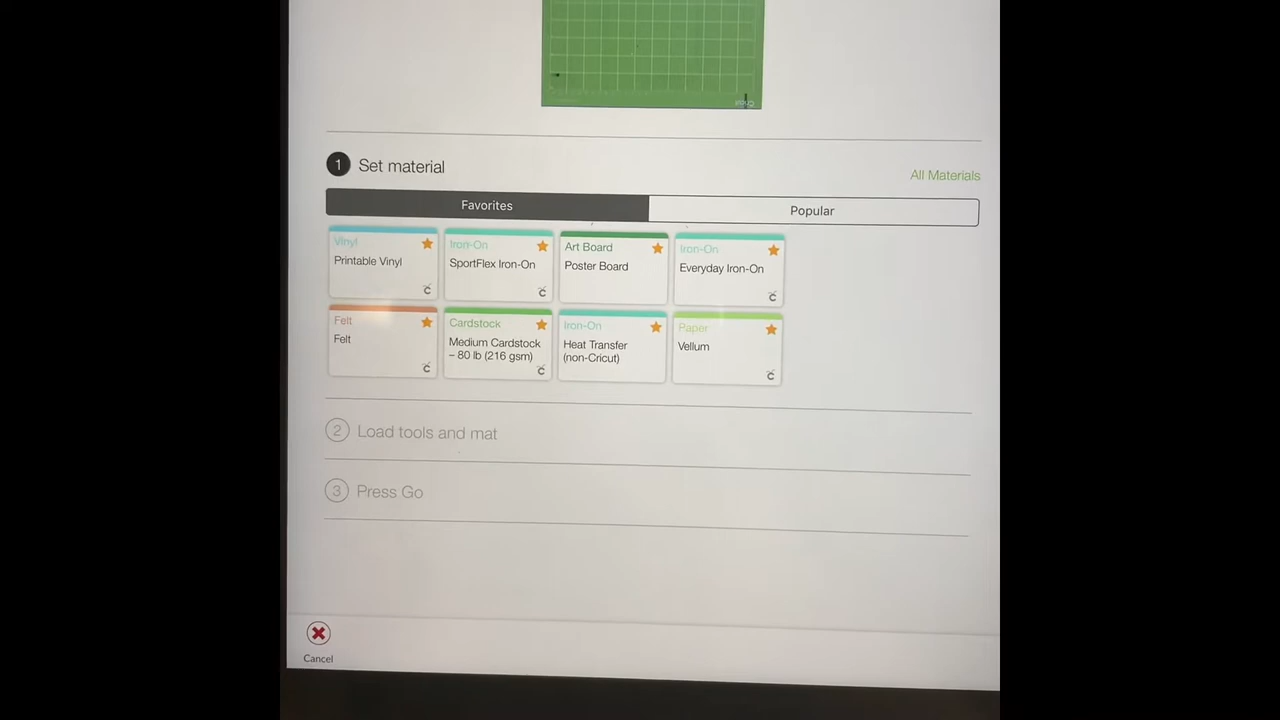 cricut
1 Set material
All Materials
Favorites
Popular
Vinyl
Printable Vinyl
Iron-On
SportFlex Iron-On
Art Board
Poster Board
Iron-On
Everyday Iron-On
Felt
Felt
Cardstock
Medium Cardstock
– 80 lb (216 gsm)
Iron-On
Heat Transfer
(non-Cricut)
Paper
Vellum
2 Load tools and mat
3 Press Go
Cancel